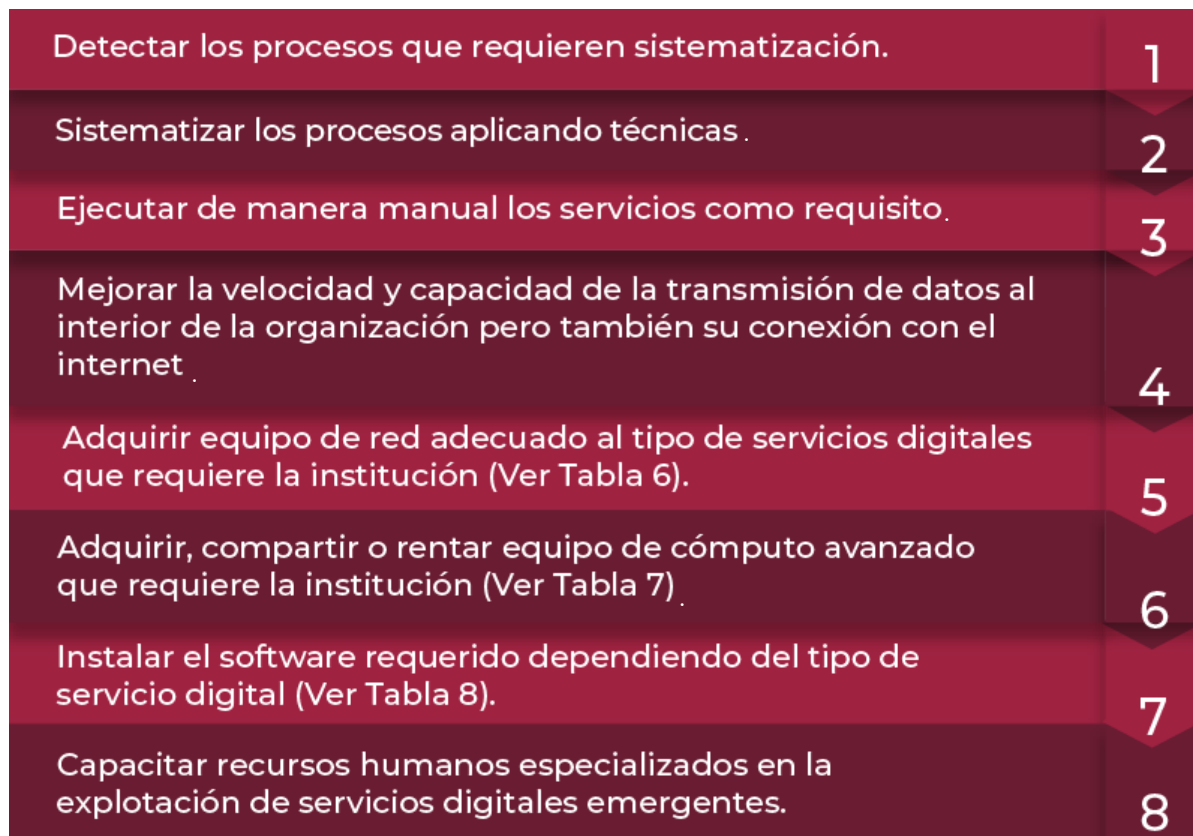 Detectar los procesos que requieren sistematización.
1
Sistematizar los procesos aplicando técnicas .
2
Ejecutar de manera manual los servicios como requisito.
3
Mejorar la velocidad y capacidad de la transmisión de datos al
interior de la organización pero también su conexión con el
internet .
4
Adquirir equipo de red adecuado al tipo de servicios digitales
que requiere la institución (Ver Tabla 6).
5
Adquirir, compartir o rentar equipo de cómputo avanzado
que requiere la institución (Ver Tabla 7) .
6
Instalar el software requerido dependiendo del tipo de
servicio digital (Ver Tabla 8).
7
Capacitar recursos humanos especializados en la
explotación de servicios digitales emergentes.
8